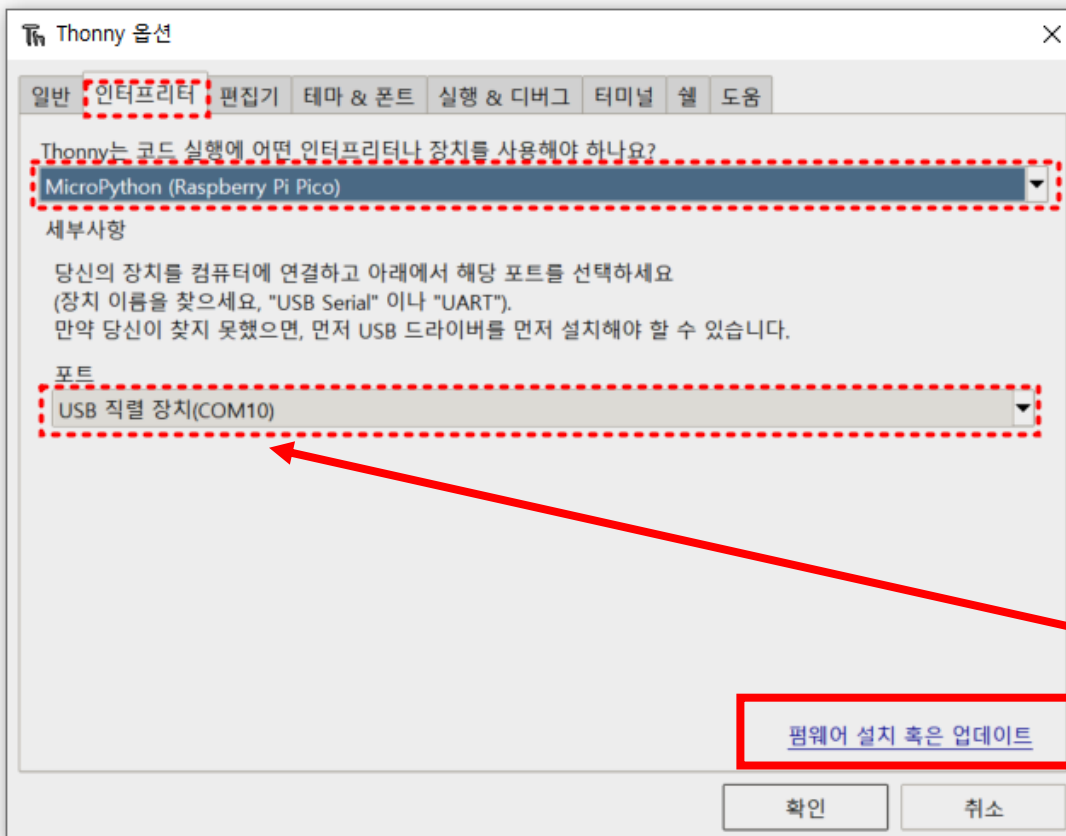 Thonny 옵션
일반 인터프리터 편집기 테마 & 폰트 실행 & 디버그 터미널 쉘 도움
Thonny는 코드 실행에 어떤 인터프리터나 장치를 사용해야 하나요?
MicroPython (Raspberry Pi Pico)
세부사항
당신의 장치를 컴퓨터에 연결하고 아래에서 해당 포트를 선택하세요
(장치 이름을 찾으세요, "USB Serial" 이나 "UART").
만약 당신이 찾지 못했으면, 먼저 USB 드라이버를 먼저 설치해야 할 수 있습니다.
포트
USB 직렬 장치(COM10)
펌웨어 설치 혹은 업데이트
확인 취소